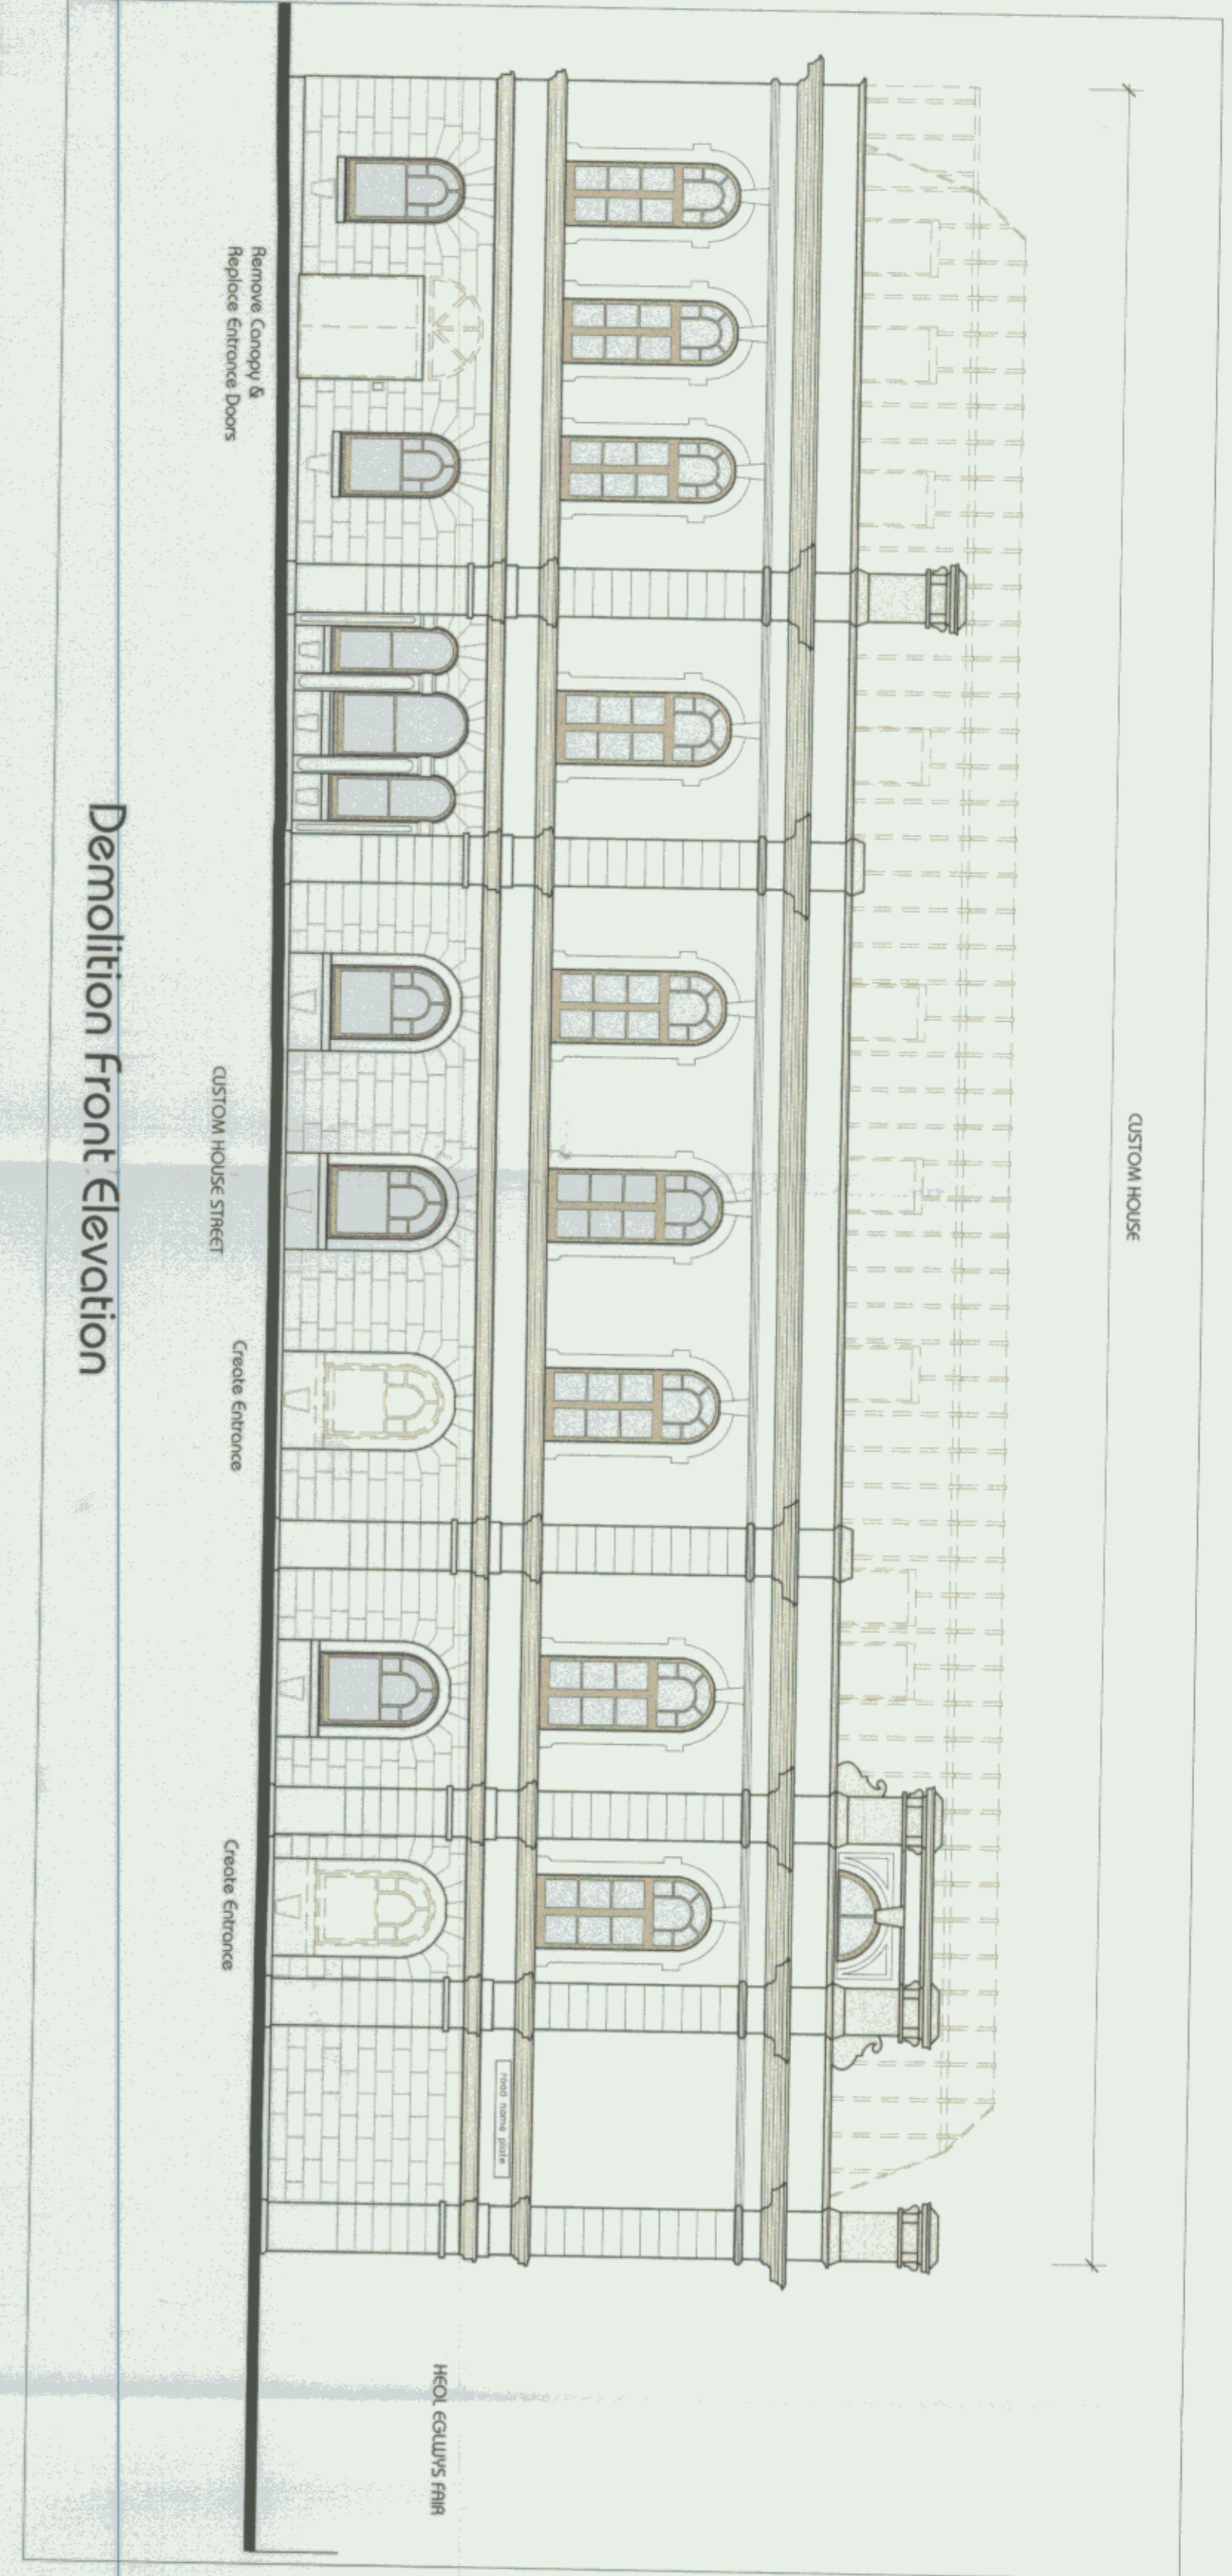 CUSTOM HOUSE
road name plate
HEOL EGLWYS FAIR
Remove Canopy &
Replace Entrance Doors
Create Entrance
Create Entrance
CUSTOM HOUSE STREET
Demolition Front Elevation